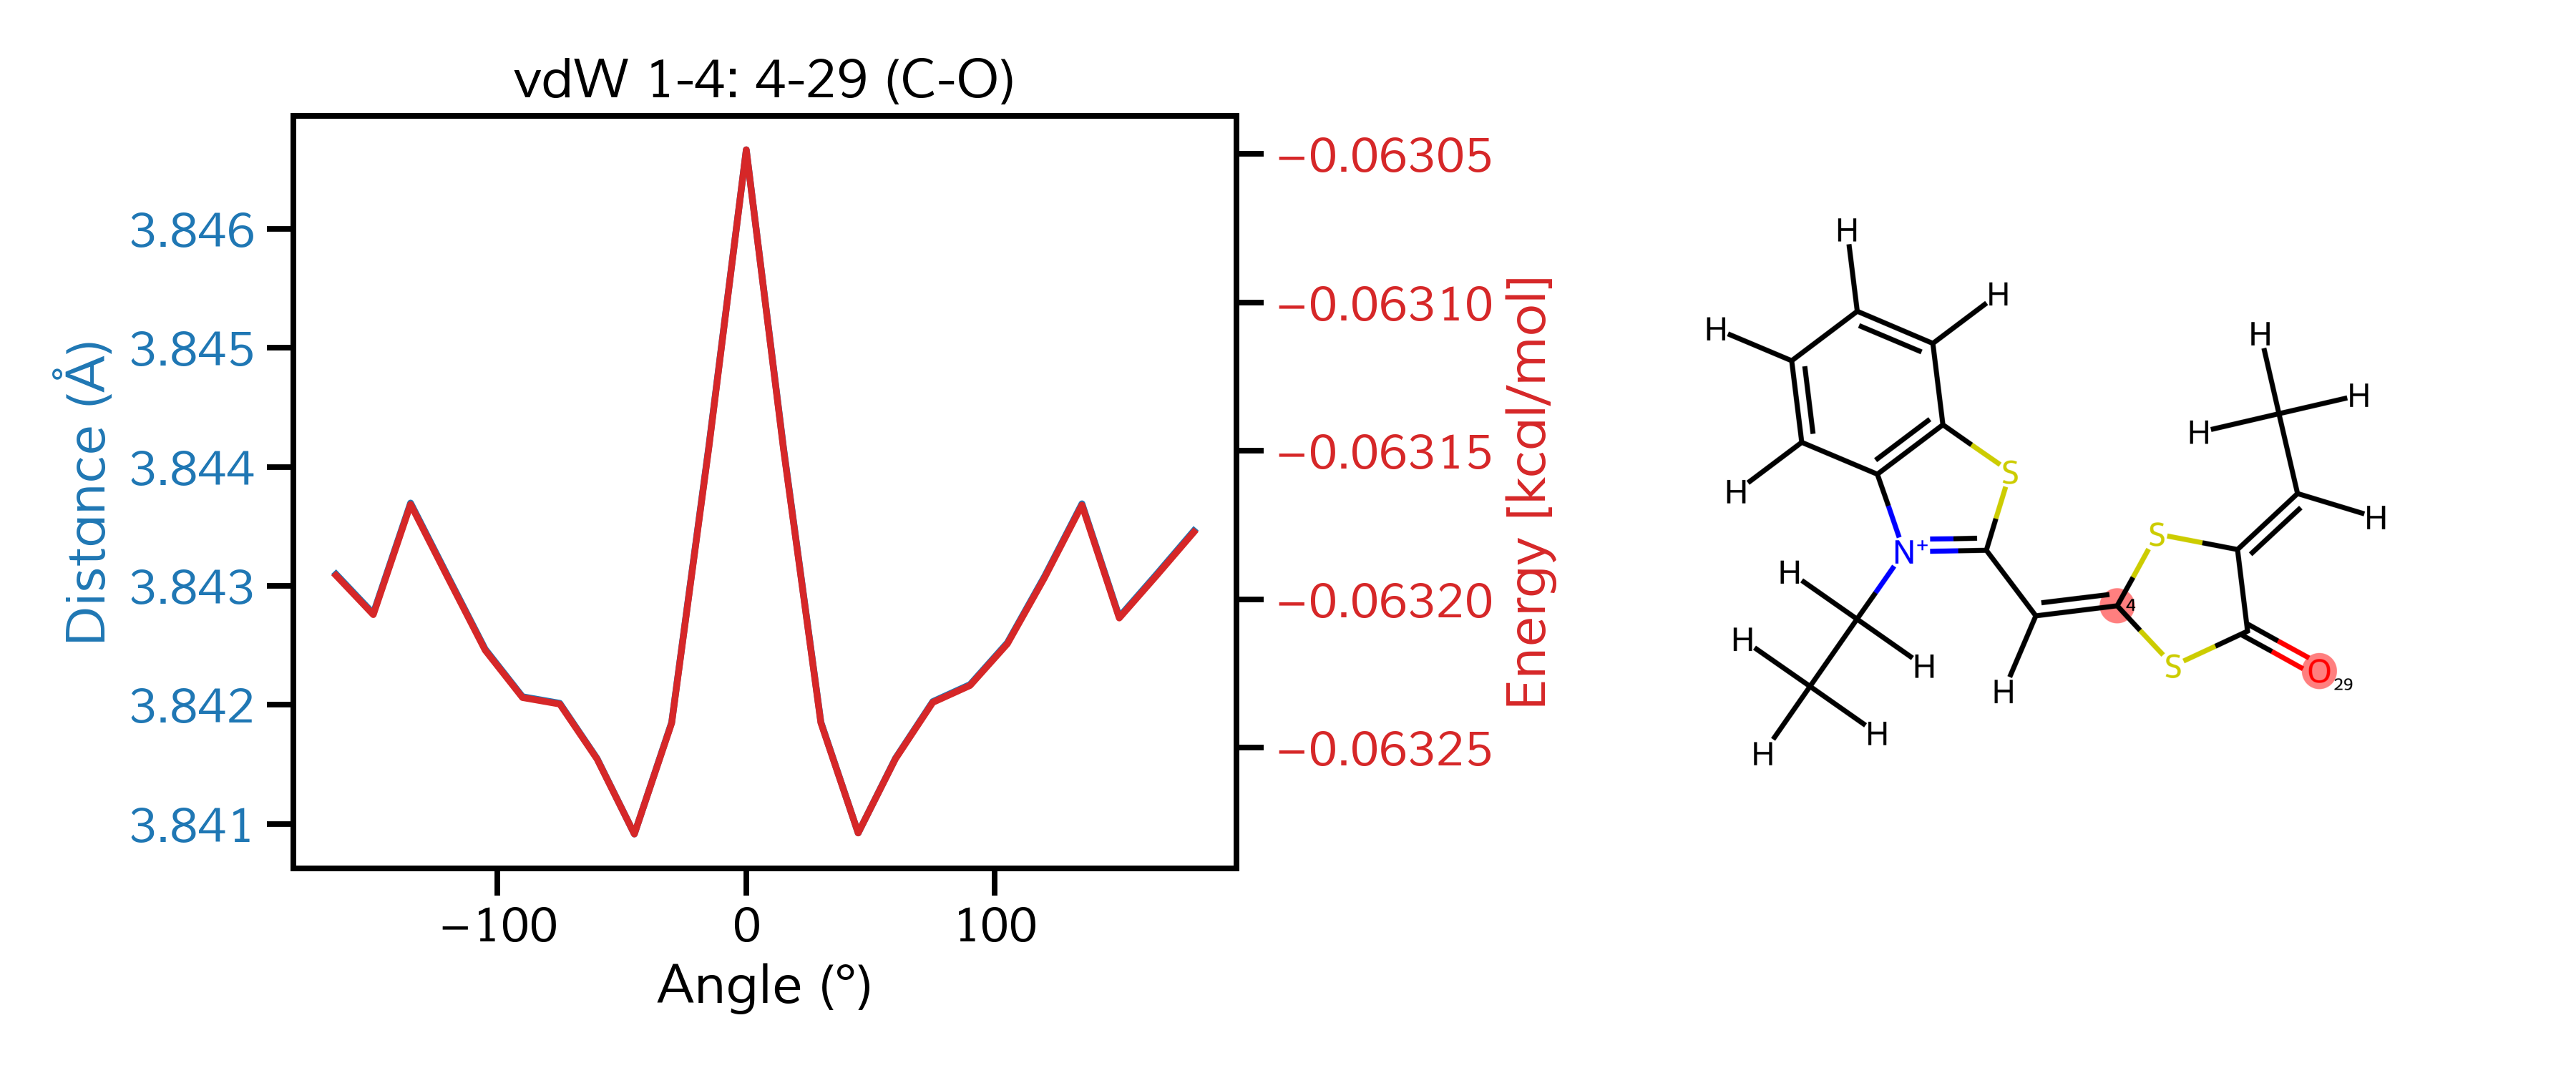 vdW 1-4: 4-29 (C-O)
Distance (Å)
3.846
3.845
3.844
3.843
3.842
3.841
−100
0
100
Angle (°)
−0.06305
−0.06310
−0.06315
−0.06320
−0.06325
Energy [kcal/mol]
H
H
H
H
H
H
H
S
H
H
S
N+
H
4
H
H
S
O
29
H
H
H